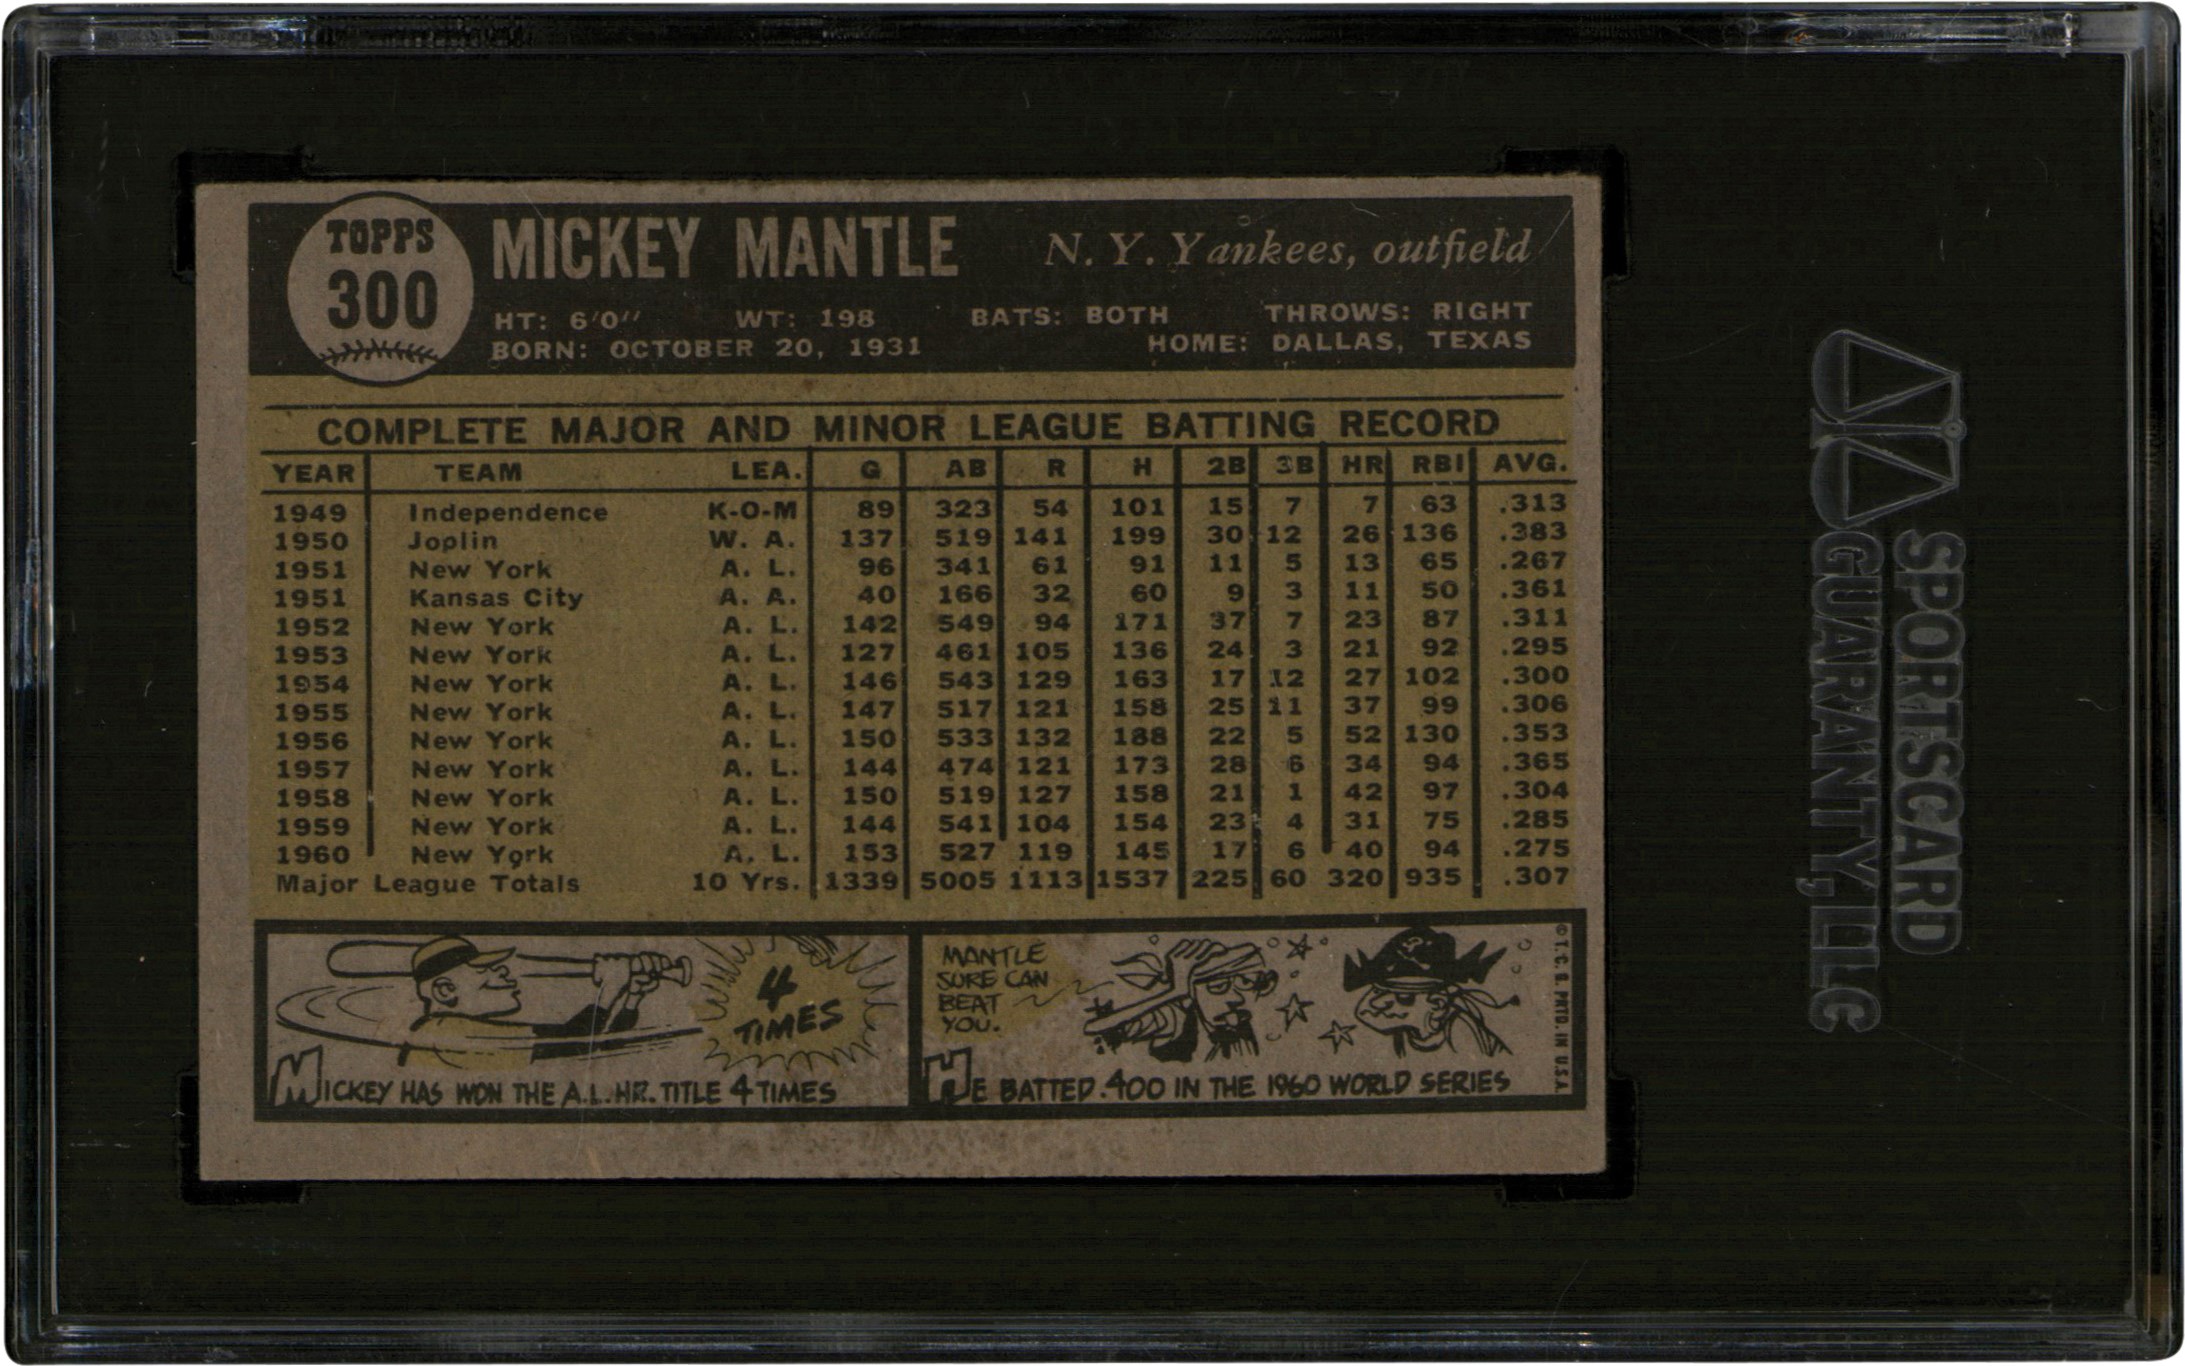 TOPPS
300
MICKEY MANTLE
N. Y. Yankees, outfield
HT: 6'0" WT: 198 BATS: BOTH THROWS: RIGHT
BORN: OCTOBER 20, 1931 HOME: DALLAS, TEXAS
COMPLETE MAJOR AND MINOR LEAGUE BATTING RECORD
YEAR TEAM LEA. G AB R H 2B 3B HR RBI AVG.
1949 Independence K-O-M 89 323 54 101 15 7 7 63 .313
1950 Joplin W. A. 137 519 141 199 30 12 26 136 .383
1951 New York A. L. 96 341 61 91 11 5 13 65 .267
1951 Kansas City A. A. 40 166 32 60 9 3 11 50 .361
1952 New York A. L. 142 549 94 171 37 7 23 87 .311
1953 New York A. L. 127 461 105 136 24 3 21 92 .295
1954 New York A. L. 146 543 129 163 17 12 27 102 .300
1955 New York A. L. 147 517 121 158 25 11 37 99 .306
1956 New York A. L. 150 533 132 188 22 5 52 130 .353
1957 New York A. L. 144 474 121 173 28 6 34 94 .365
1958 New York A. L. 150 519 127 158 21 1 42 97 .304
1959 New York A. L. 144 541 104 154 23 4 31 75 .285
1960 New York A. L. 153 527 119 145 17 6 40 94 .275
Major League Totals 10 Yrs. 1339 5005 1113 1537 225 60 320 935 .307
4
TIMES
MICKEY HAS WON THE A.L. HR. TITLE 4 TIMES
MANTLE
SURE CAN
BEAT
YOU.
HE BATTED .400 IN THE 1960 WORLD SERIES
© T. C. G. PRTD. IN U.S.A.
SPORTSCARD
GUARANTY, LLC